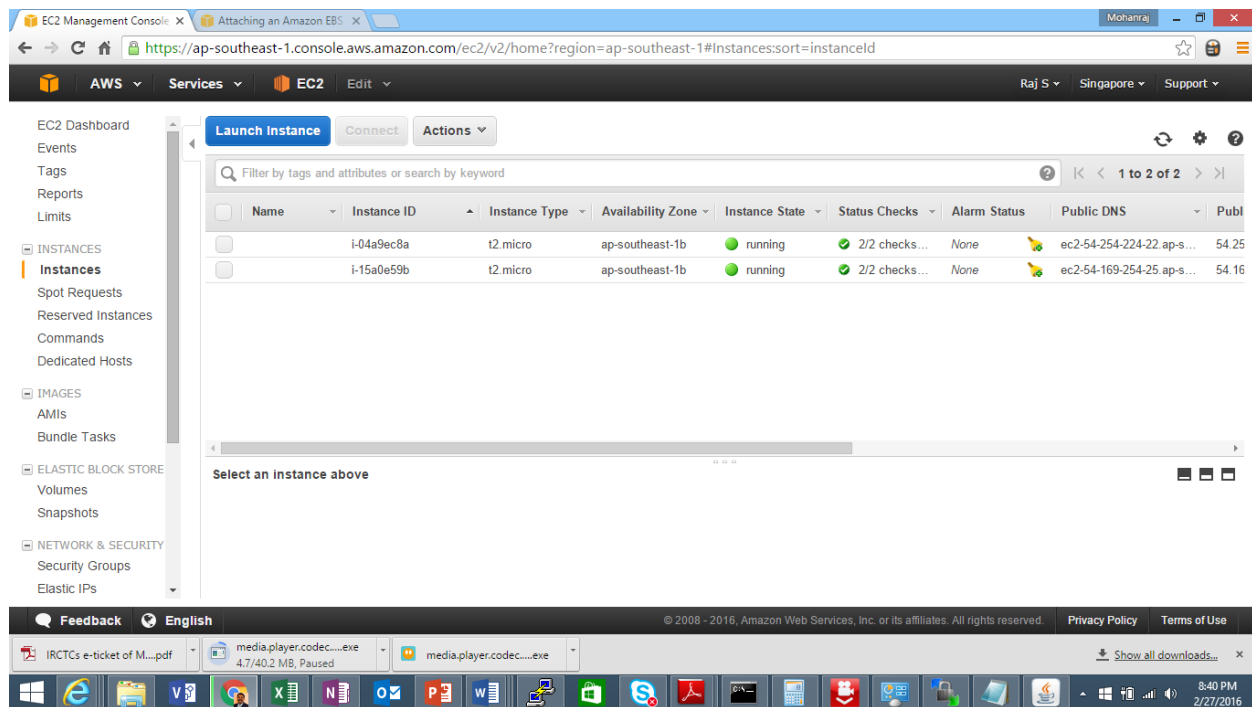 EC2 Management Console
Attaching an Amazon EBS
Mohanraj
https://ap-southeast-1.console.aws.amazon.com/ec2/v2/home?region=ap-southeast-1#Instances:sort=instanceId
AWS Services EC2 Edit Raj S Singapore Support
EC2 Dashboard
Events
Tags
Reports
Limits
INSTANCES
Instances
Spot Requests
Reserved Instances
Commands
Dedicated Hosts
IMAGES
AMIs
Bundle Tasks
ELASTIC BLOCK STORE
Volumes
Snapshots
NETWORK & SECURITY
Security Groups
Elastic IPs
Launch Instance Connect Actions
Filter by tags and attributes or search by keyword
1 to 2 of 2
Name Instance ID Instance Type Availability Zone Instance State Status Checks Alarm Status Public DNS Publ
i-04a9ec8a t2.micro ap-southeast-1b running 2/2 checks... None ec2-54-254-224-22.ap-s... 54.25
i-15a0e59b t2.micro ap-southeast-1b running 2/2 checks... None ec2-54-169-254-25.ap-s... 54.16
Select an instance above
Feedback English © 2008 - 2016, Amazon Web Services, Inc. or its affiliates. All rights reserved. Privacy Policy Terms of Use
IRCTCs e-ticket of M....pdf
media.player.codec.....exe
4.7/40.2 MB, Paused
media.player.codec.....exe
Show all downloads...
8:40 PM
2/27/2016